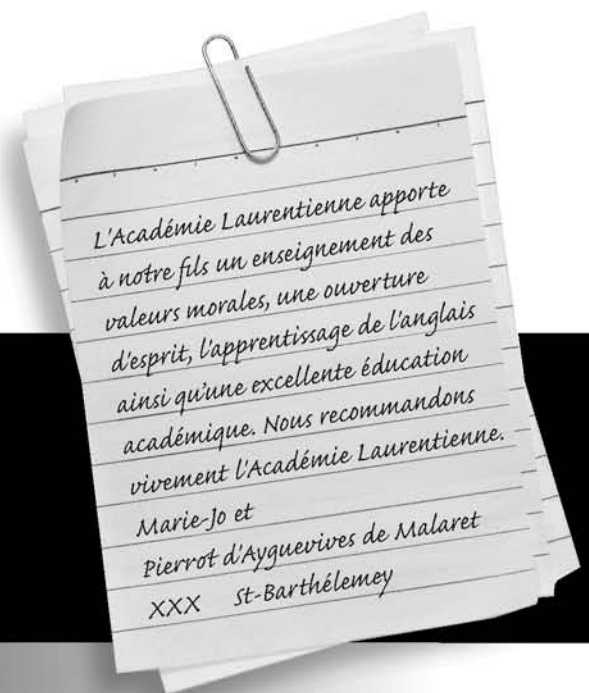 L'Académie Laurentienne apporte
à notre fils un enseignement des
valeurs morales, une ouverture
d'esprit, l'apprentissage de l'anglais
ainsi qu'une excellente éducation
académique. Nous recommandons
vivement l'Académie Laurentienne.
Marie-Jo et
Pierrot d'Ayguevives de Malaret
XXX St-Barthélemey